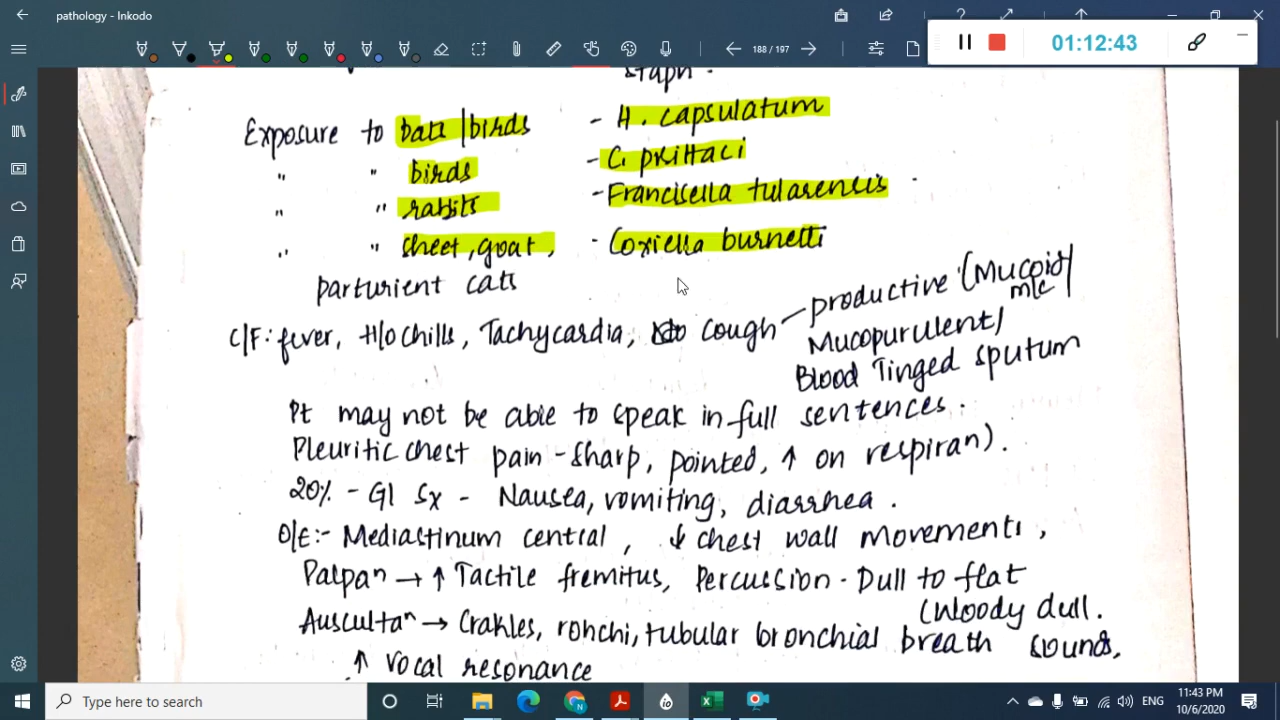 pathology - Inkodo
188 / 197
01:12:43
staph -
Exposure to bats/birds - H. capsulatum
" " birds - C. psittaci
" " rabbits - Francisella tularensis -
" " sheet, goat, - Coxiella burnetti
parturient cats
C/F: fever, H/o chills, Tachycardia, cough - productive (Mucoid/
Mucopurulent/
Blood Tinged sputum
Pt may not be able to speak in full sentences.
Pleuritic chest pain - sharp, pointed, ↑ on respiran).
20% - GI Sx - Nausea, vomiting, diarrhea.
O/E:- Mediastinum central, ↓ chest wall movements,
Palpaⁿ → ↑ Tactile fremitus, Percussion - Dull to flat
(Woody dull.
Auscultaⁿ → Crakles, ronchi, tubular bronchial breath sounds,
↑ vocal resonance
Type here to search
ENG
11:43 PM
10/6/2020